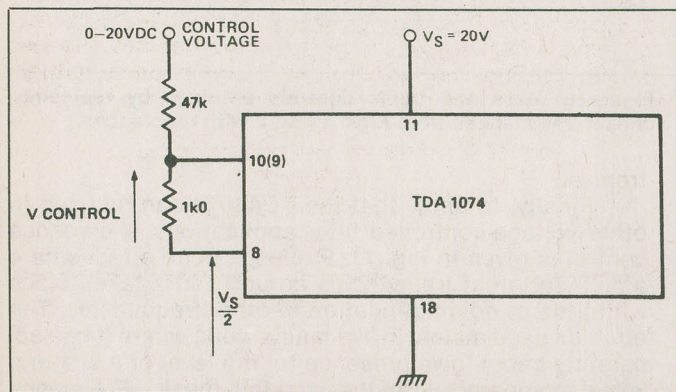 0–20VDC
CONTROL
VOLTAGE
V_S = 20V
47k
11
10(9)
TDA 1074
1k0
V CONTROL
8
V_S
2
18